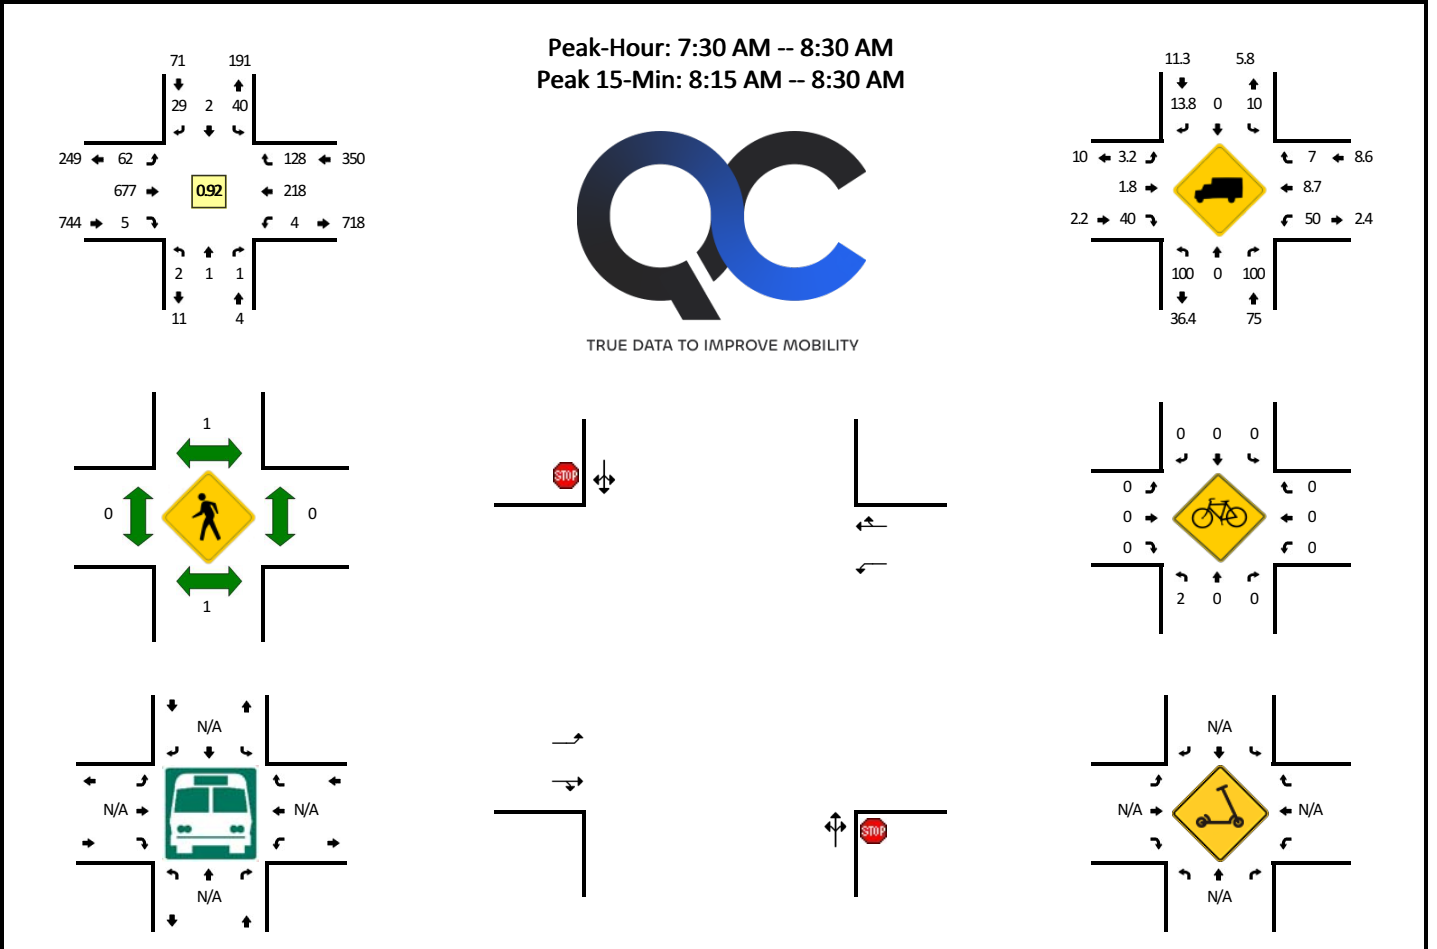 Peak-Hour: 7:30 AM -- 8:30 AM
Peak 15-Min: 8:15 AM -- 8:30 AM
71 191
29 2 40
249 62 128 350
677 0.92 218
744 5 4 718
2 1 1
11 4
QC
TRUE DATA TO IMPROVE MOBILITY
11.3 5.8
13.8 0 10
10 3.2 7 8.6
1.8 8.7
2.2 40 50 2.4
100 0 100
36.4 75
1
0 0
1
STOP
STOP
0 0 0
0 0
0 0
0 0
2 0 0
N/A
N/A N/A
N/A
N/A
N/A N/A
N/A